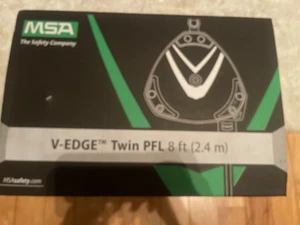 MSA
The Safety Company
V-EDGE™ Twin PFL 8 ft (2.4 m)
MSAsafety.com